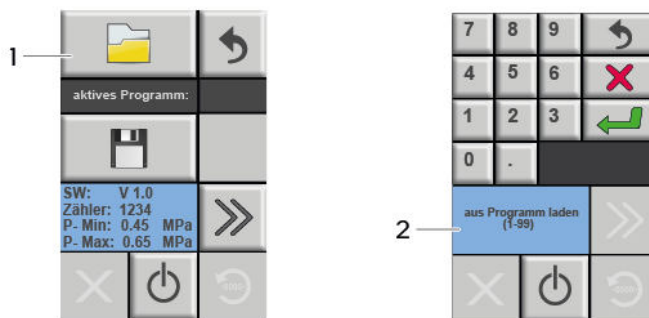 1
aktives Programm:
SW: V 1.0
Zähler: 1234
P- Min: 0.45 MPa
P- Max: 0.65 MPa
7 8 9
4 5 6
1 2 3
0 .
2
aus Programm laden
(1-99)